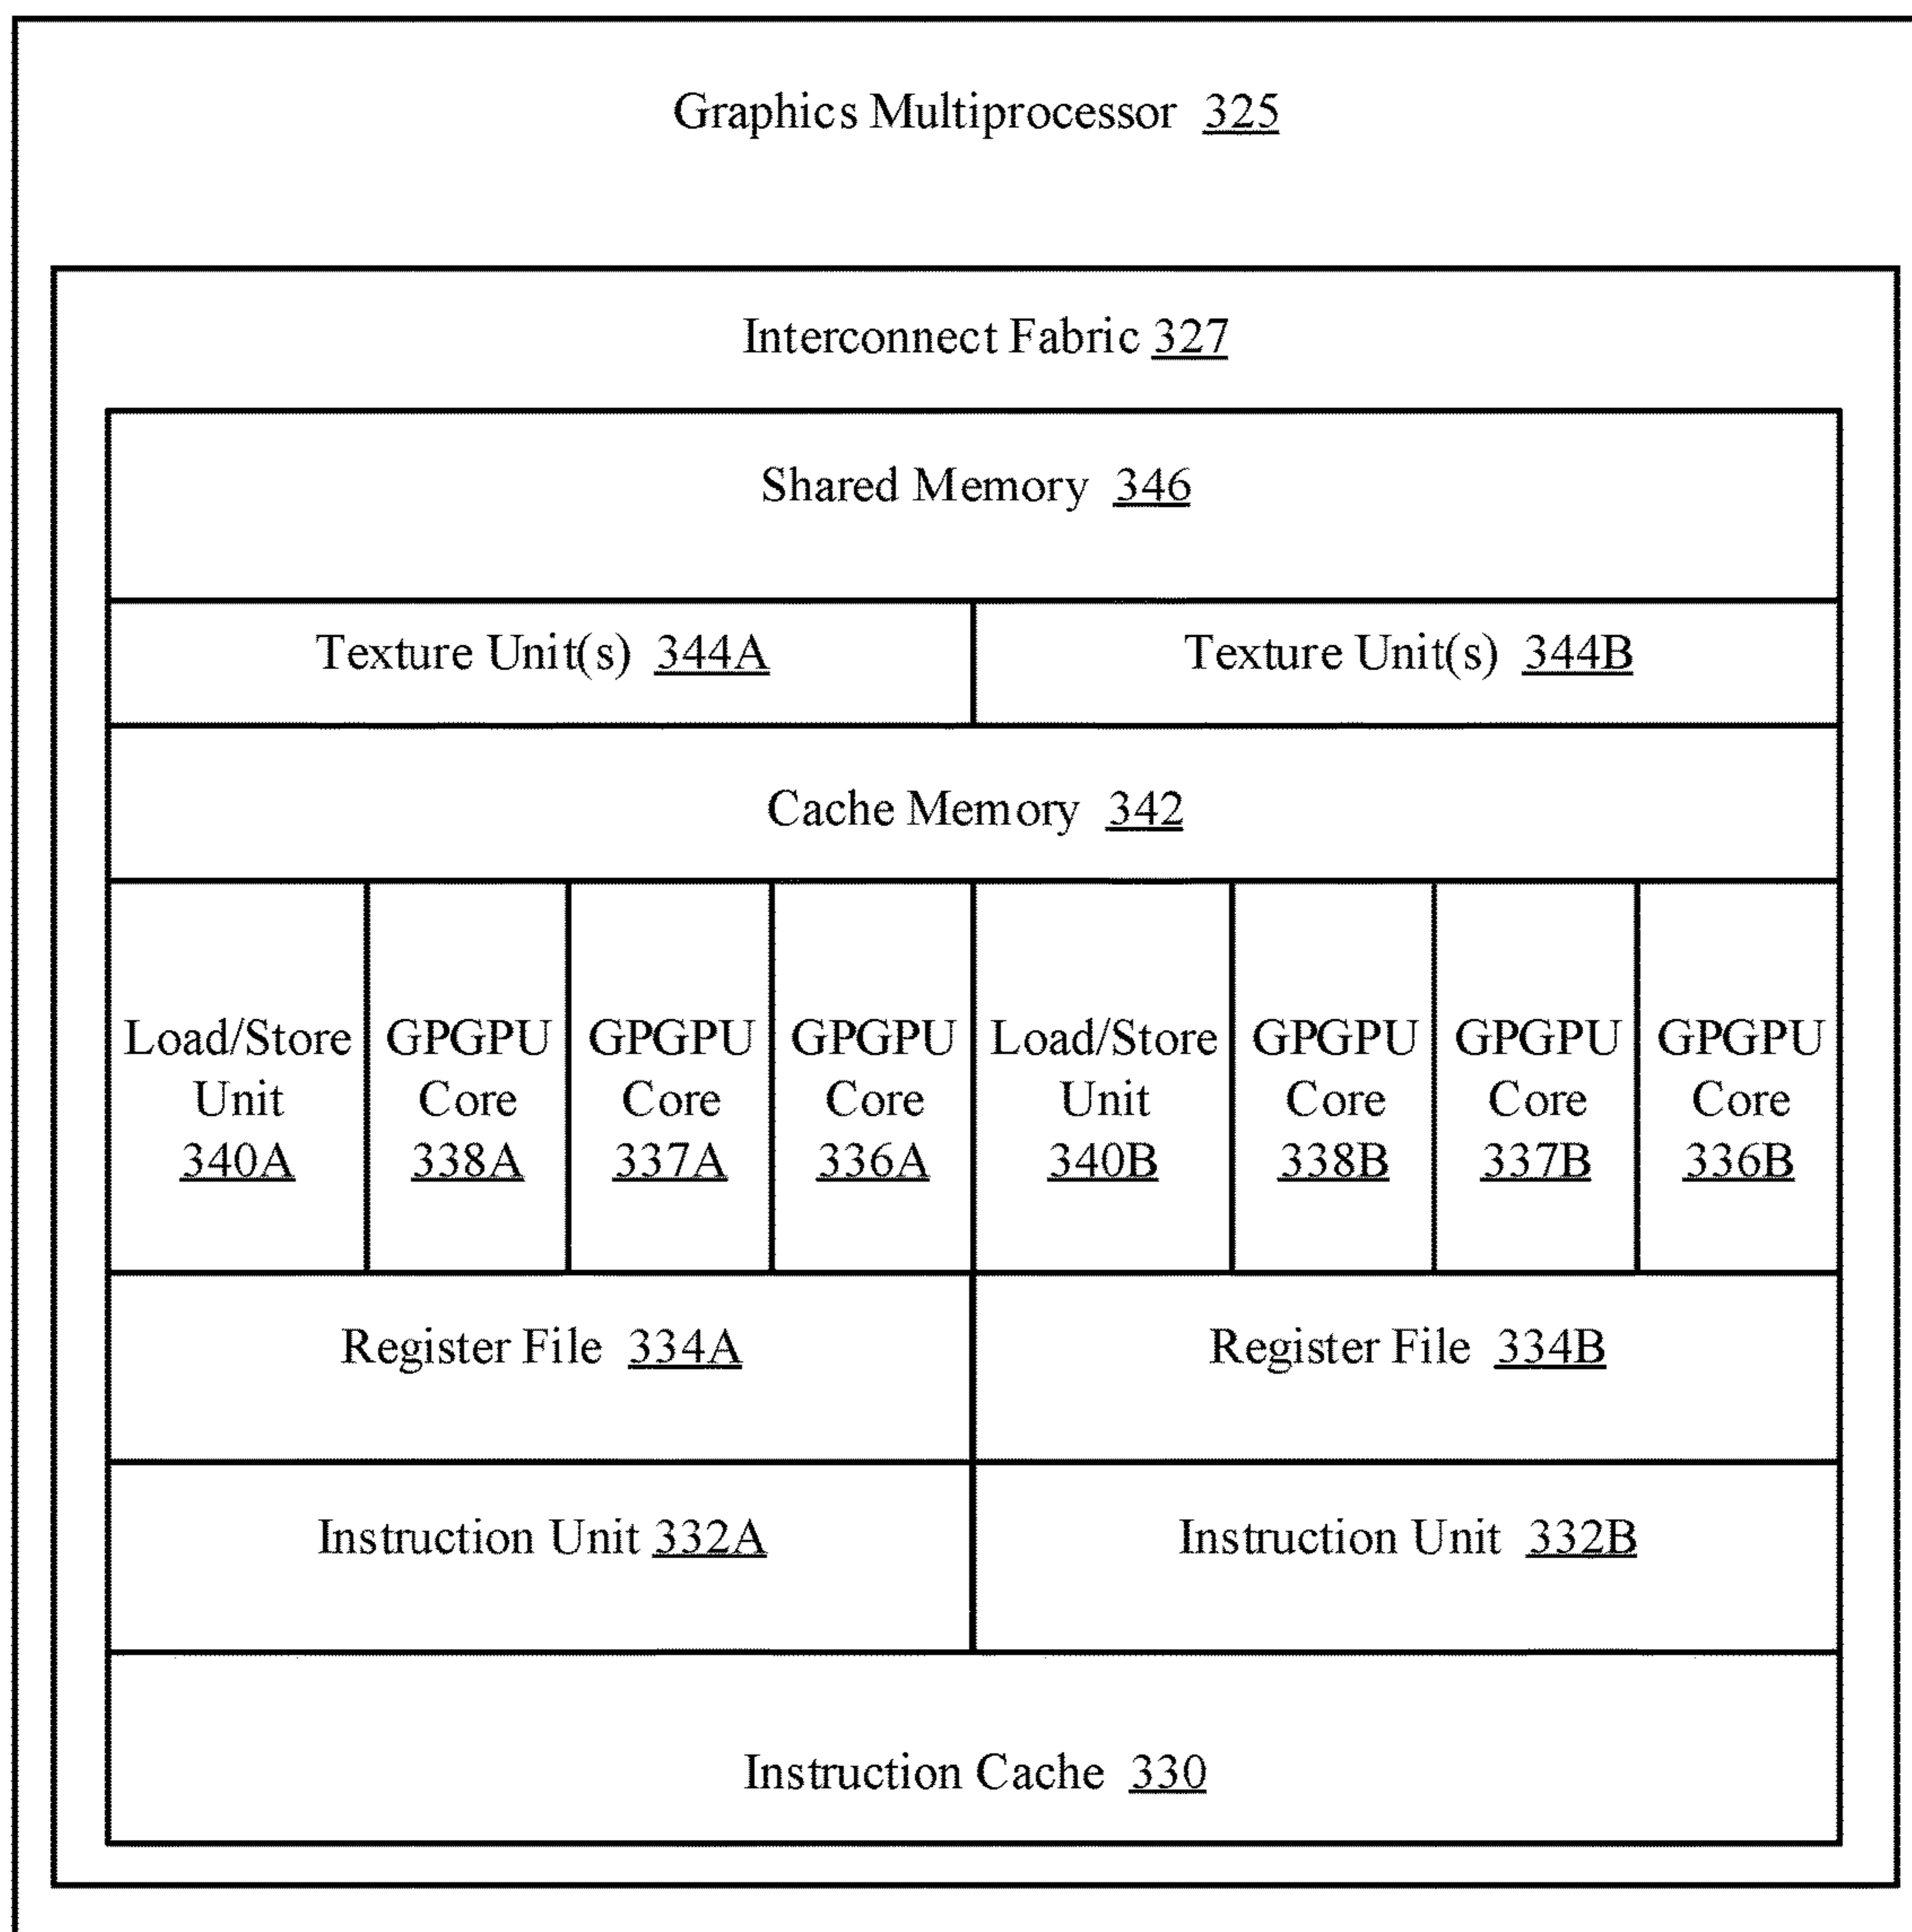 Graphics Multiprocessor 325
Interconnect Fabric 327
Shared Memory 346
Texture Unit(s) 344A
Texture Unit(s) 344B
Cache Memory 342
Load/Store
Unit
340A
GPGPU
Core
338A
GPGPU
Core
337A
GPGPU
Core
336A
Load/Store
Unit
340B
GPGPU
Core
338B
GPGPU
Core
337B
GPGPU
Core
336B
Register File 334A
Register File 334B
Instruction Unit 332A
Instruction Unit 332B
Instruction Cache 330